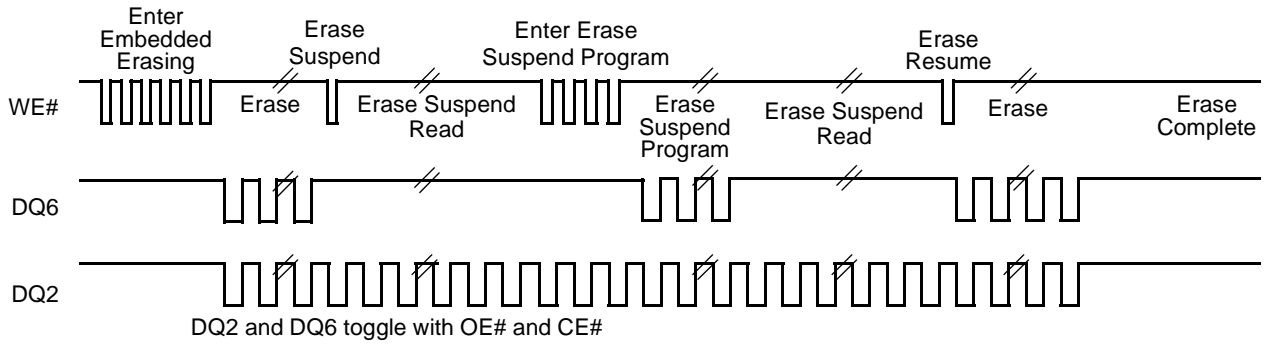 Enter
Embedded
Erasing
Erase
Suspend
Enter Erase
Suspend Program
Erase
Resume
WE#
Erase
Erase Suspend
Read
Erase
Suspend
Program
Erase Suspend
Read
Erase
Erase
Complete
DQ6
DQ2
DQ2 and DQ6 toggle with OE# and CE#